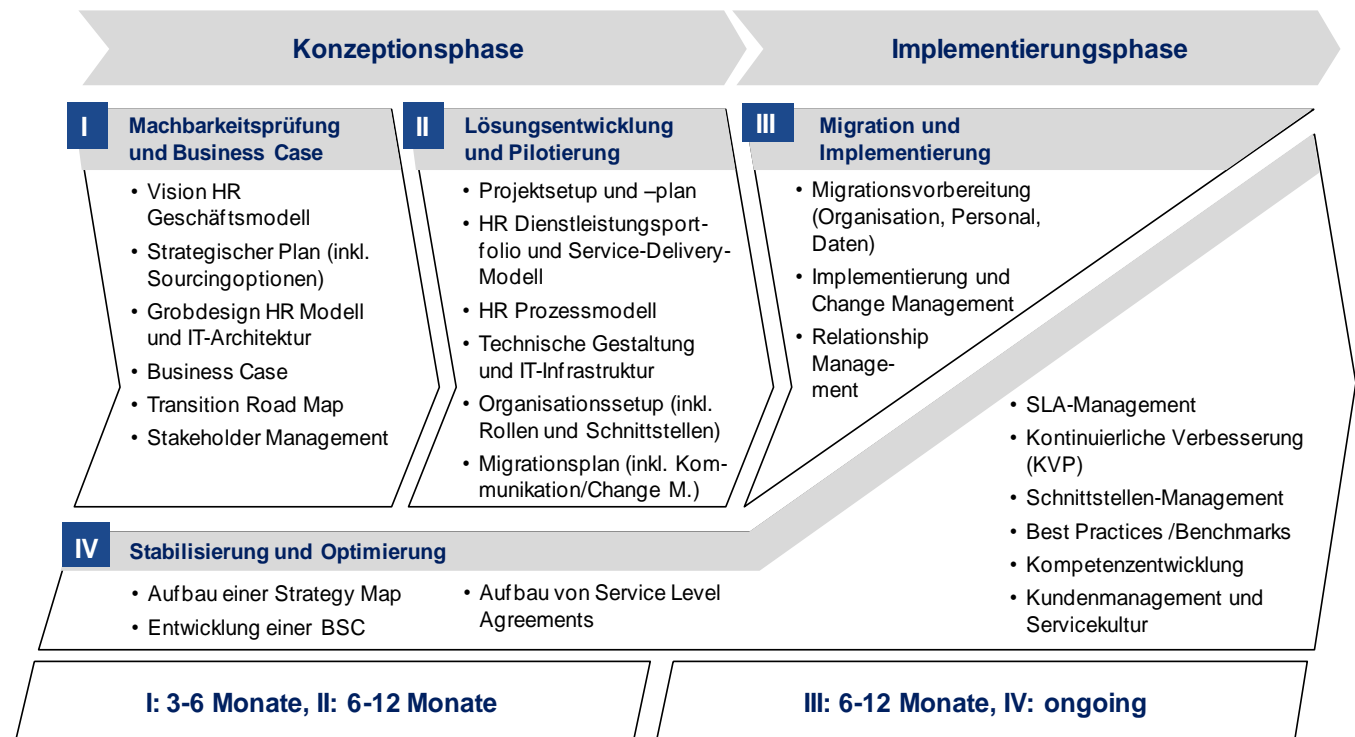 Konzeptionsphase
Implementierungsphase
I
Machbarkeitsprüfung
und Business Case
• Vision HR
Geschäftsmodell
• Strategischer Plan (inkl.
Sourcingoptionen)
• Grobdesign HR Modell
und IT-Architektur
• Business Case
• Transition Road Map
• Stakeholder Management
II
Lösungsentwicklung
und Pilotierung
• Projektsetup und –plan
• HR Dienstleistungsport-
folio und Service-Delivery-
Modell
• HR Prozessmodell
• Technische Gestaltung
und IT-Infrastruktur
• Organisationssetup (inkl.
Rollen und Schnittstellen)
• Migrationsplan (inkl. Kom-
munikation/Change M.)
III
Migration und
Implementierung
• Migrationsvorbereitung
(Organisation, Personal,
Daten)
• Implementierung und
Change Management
• Relationship
Manage-
ment
IV
Stabilisierung und Optimierung
• Aufbau einer Strategy Map
• Entwicklung einer BSC
• Aufbau von Service Level
Agreements
• SLA-Management
• Kontinuierliche Verbesserung
(KVP)
• Schnittstellen-Management
• Best Practices /Benchmarks
• Kompetenzentwicklung
• Kundenmanagement und
Servicekultur
I: 3-6 Monate, II: 6-12 Monate
III: 6-12 Monate, IV: ongoing